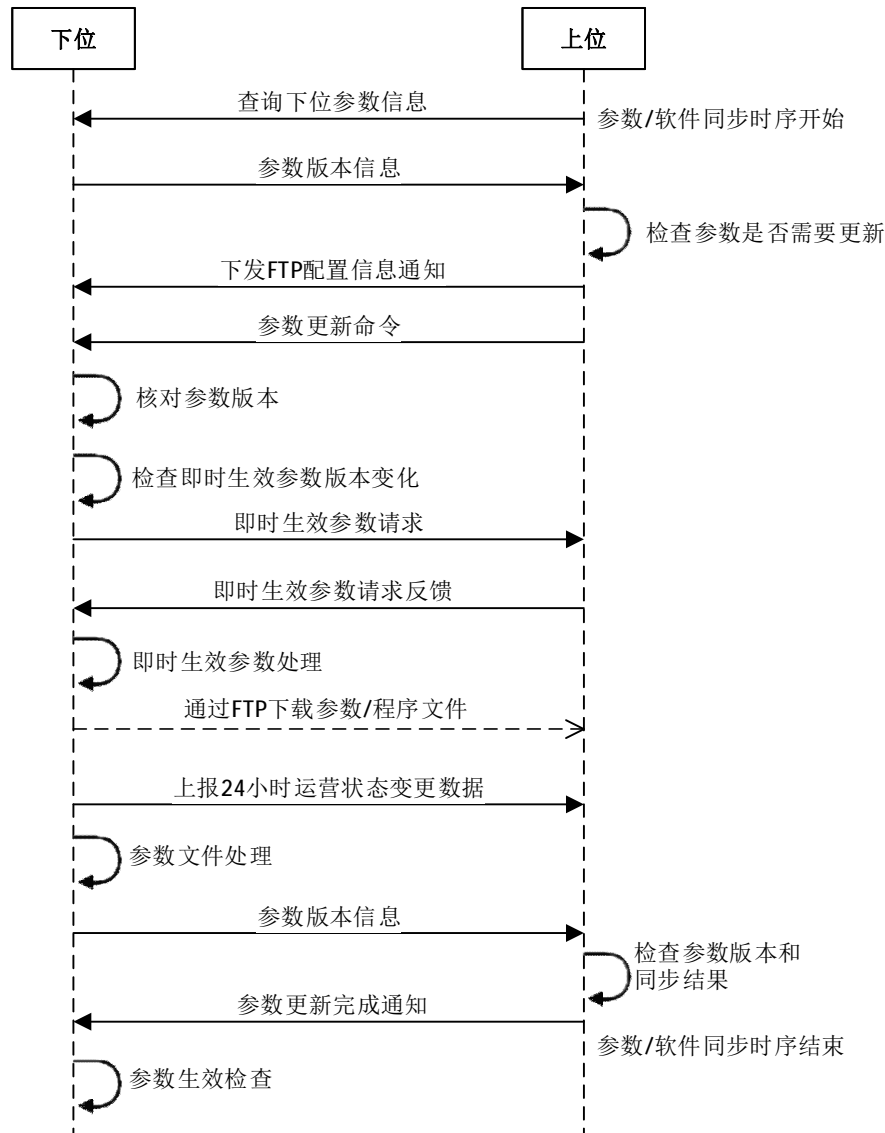 下位
上位
查询下位参数信息
参数/软件同步时序开始
参数版本信息
检查参数是否需要更新
下发FTP配置信息通知
参数更新命令
核对参数版本
检查即时生效参数版本变化
即时生效参数请求
即时生效参数请求反馈
即时生效参数处理
通过FTP下载参数/程序文件
上报24小时运营状态变更数据
参数文件处理
参数版本信息
检查参数版本和
同步结果
参数更新完成通知
参数/软件同步时序结束
参数生效检查